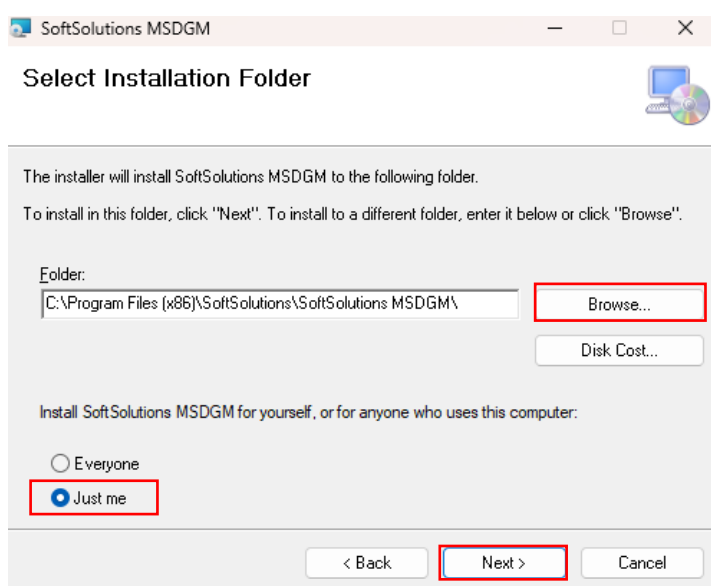 SoftSolutions MSDGM
Select Installation Folder
The installer will install SoftSolutions MSDGM to the following folder.
To install in this folder, click "Next". To install to a different folder, enter it below or click "Browse".
Folder:
C:\Program Files (x86)\SoftSolutions\SoftSolutions MSDGM\
Browse...
Disk Cost...
Install SoftSolutions MSDGM for yourself, or for anyone who uses this computer:
Everyone
Just me
< Back
Next >
Cancel